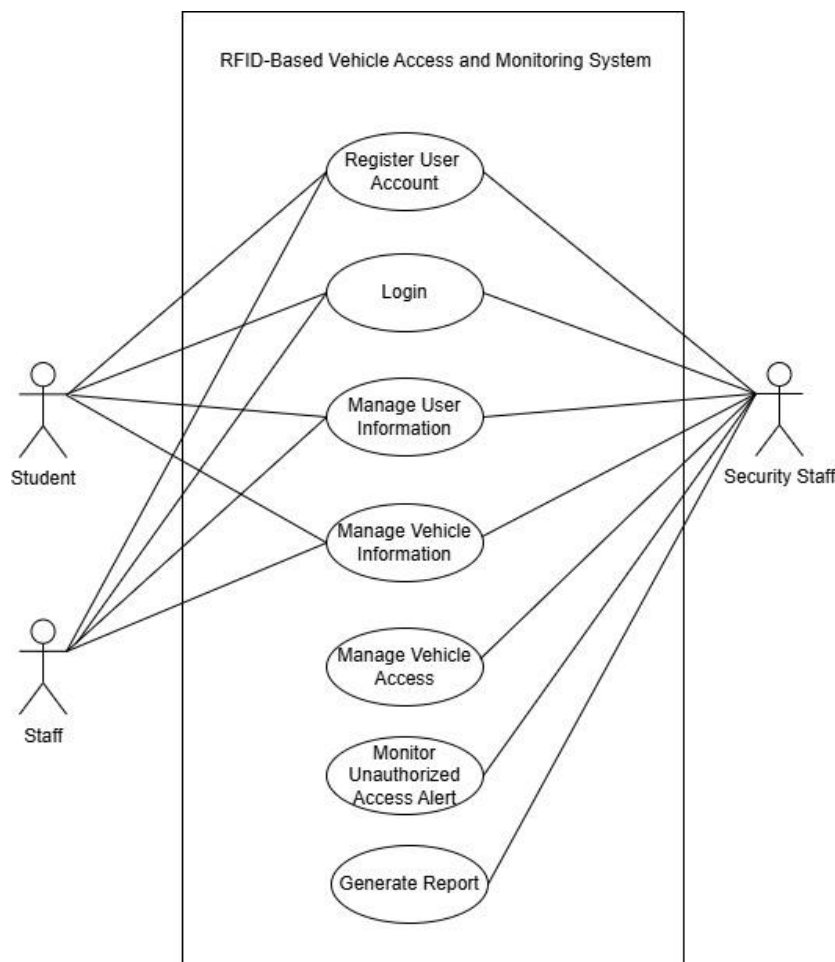 RFID-Based Vehicle Access and Monitoring System
Register User
Account
Login
Manage User
Information
Student
Security Staff
Manage Vehicle
Information
Manage Vehicle
Access
Staff
Monitor
Unauthorized
Access Alert
Generate Report